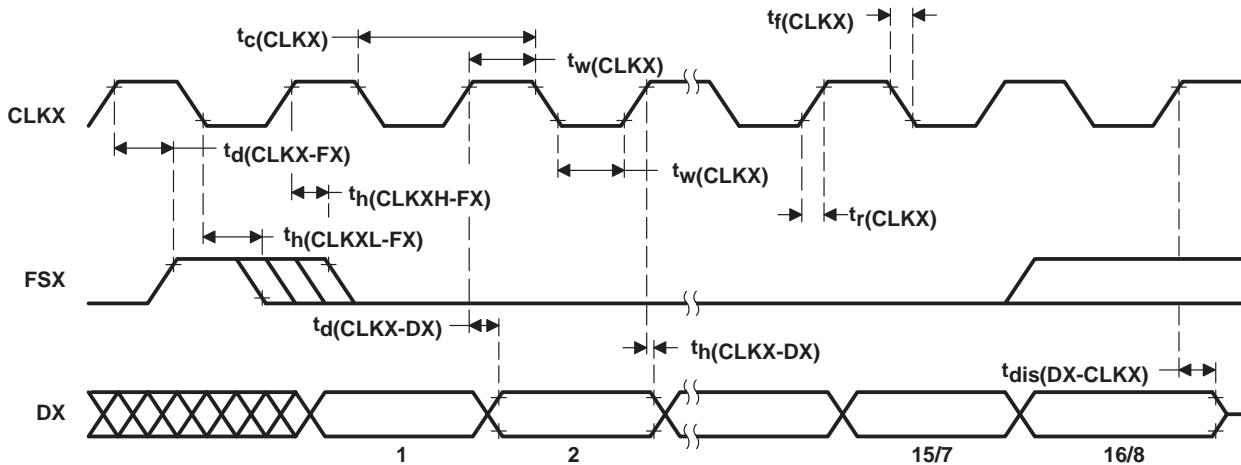 tc(CLKX)
tf(CLKX)
tw(CLKX)
CLKX
td(CLKX-FX)
tw(CLKX)
th(CLKXH-FX)
tr(CLKX)
th(CLKXL-FX)
FSX
td(CLKX-DX)
th(CLKX-DX)
tdis(DX-CLKX)
DX
1
2
15/7
16/8